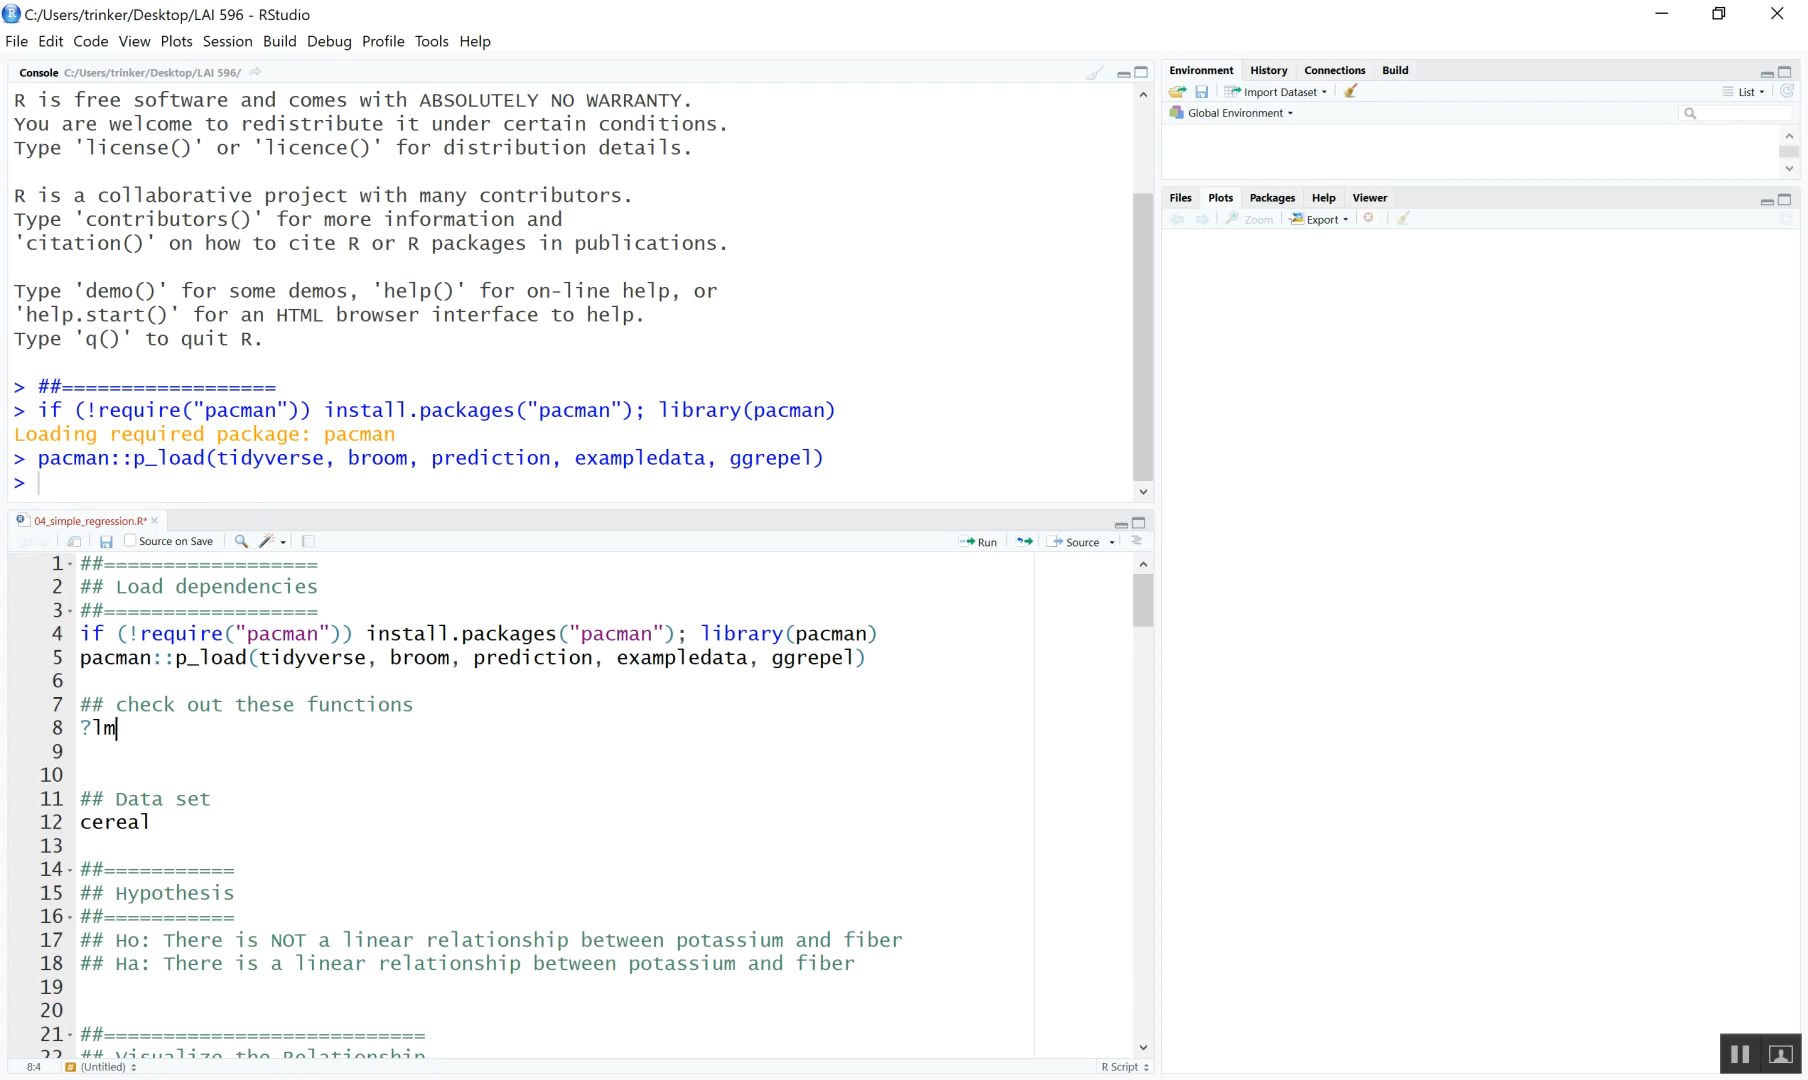 C:/Users/trinker/Desktop/LAI 596 - RStudio
File Edit Code View Plots Session Build Debug Profile Tools Help
Console C:/Users/trinker/Desktop/LAI 596/
R is free software and comes with ABSOLUTELY NO WARRANTY.
You are welcome to redistribute it under certain conditions.
Type 'license()' or 'licence()' for distribution details.
R is a collaborative project with many contributors.
Type 'contributors()' for more information and
'citation()' on how to cite R or R packages in publications.
Type 'demo()' for some demos, 'help()' for on-line help, or
'help.start()' for an HTML browser interface to help.
Type 'q()' to quit R.
> ##==================
> if (!require("pacman")) install.packages("pacman"); library(pacman)
Loading required package: pacman
> pacman::p_load(tidyverse, broom, prediction, exampledata, ggrepel)
>
04_simple_regression.R*
Source on Save Run Source
1 ##==================
2 ## Load dependencies
3 ##==================
4 if (!require("pacman")) install.packages("pacman"); library(pacman)
5 pacman::p_load(tidyverse, broom, prediction, exampledata, ggrepel)
6
7 ## check out these functions
8 ?lm
9
10
11 ## Data set
12 cereal
13
14 ##===========
15 ## Hypothesis
16 ##===========
17 ## Ho: There is NOT a linear relationship between potassium and fiber
18 ## Ha: There is a linear relationship between potassium and fiber
19
20
21 ##===========================
22 ## Visualize the Relationship
8:4 (Untitled) R Script
Environment History Connections Build
Import Dataset List
Global Environment
Files Plots Packages Help Viewer
Zoom Export